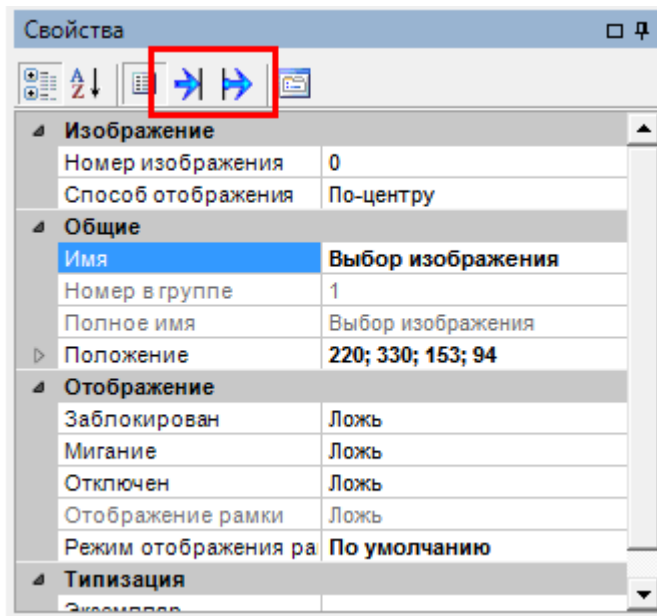 Свойства
Изображение
Номер изображения 0
Способ отображения По-центру
Общие
Имя Выбор изображения
Номер в группе 1
Полное имя Выбор изображения
Положение 220; 330; 153; 94
Отображение
Заблокирован Ложь
Мигание Ложь
Отключен Ложь
Отображение рамки Ложь
Режим отображения ра По умолчанию
Типизация